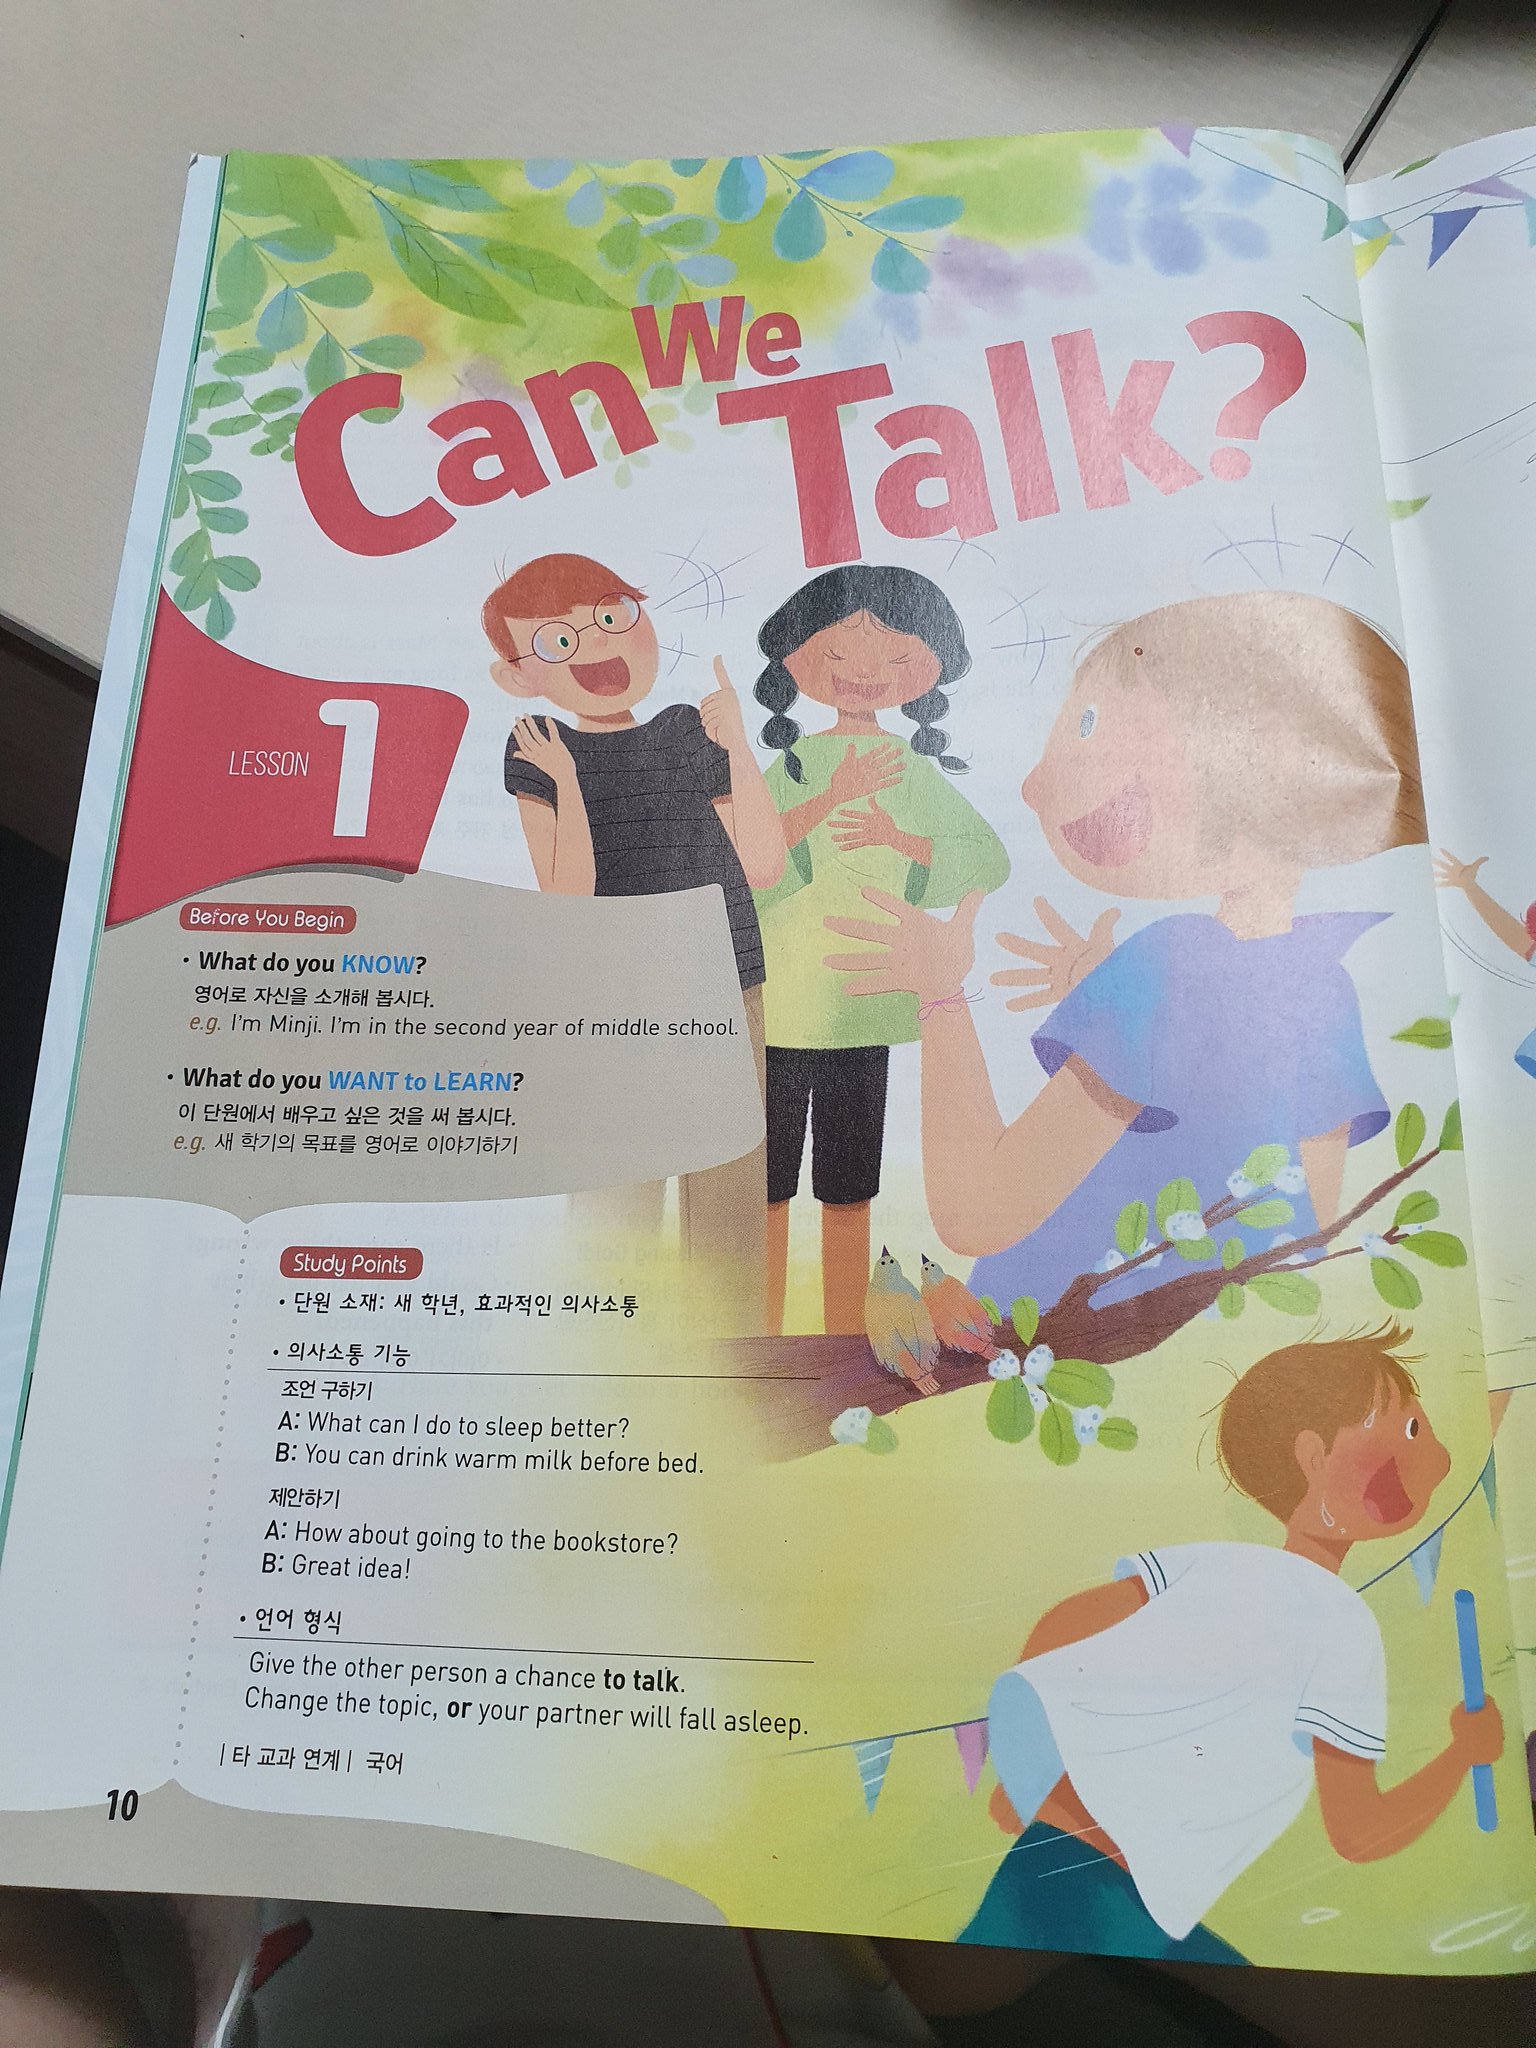 Can We Talk?
LESSON 1
Before You Begin
• What do you KNOW?
영어로 자신을 소개해 봅시다.
e.g. I'm Minji. I'm in the second year of middle school.
• What do you WANT to LEARN?
이 단원에서 배우고 싶은 것을 써 봅시다.
e.g. 새 학기의 목표를 영어로 이야기하기
Study Points
• 단원 소재: 새 학년, 효과적인 의사소통
• 의사소통 기능
조언 구하기
A: What can I do to sleep better?
B: You can drink warm milk before bed.
제안하기
A: How about going to the bookstore?
B: Great idea!
• 언어 형식
Give the other person a chance to talk.
Change the topic, or your partner will fall asleep.
| 타 교과 연계 | 국어
10